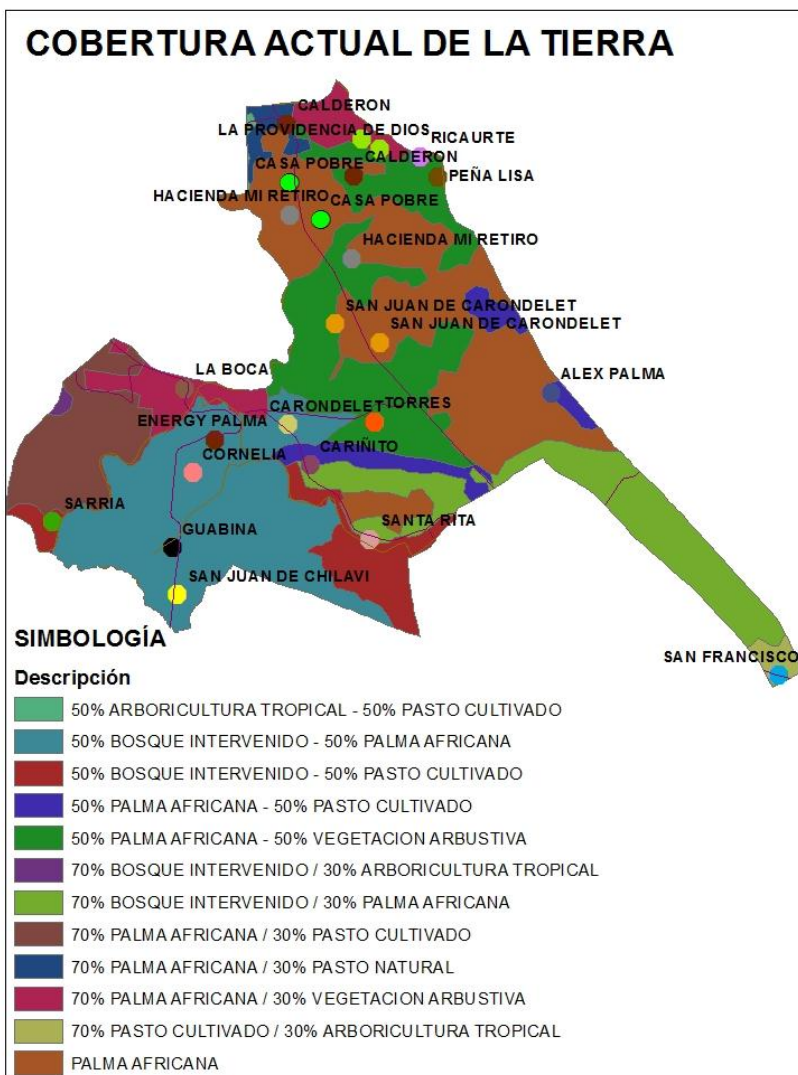 COBERTURA ACTUAL DE LA TIERRA
CALDERON
LA PROVIDENCIA DE DIOS
RICAURTE
CASA POBRE
CALDERON
PEÑA LISA
HACIENDA MI RETIRO
CASA POBRE
HACIENDA MI RETIRO
SAN JUAN DE CARONDELET
SAN JUAN DE CARONDELET
LA BOCA
ALEX PALMA
CARONDELET
TORRES
ENERGY PALMA
CARIÑITO
CORNELIA
SARRIA
SANTA RITA
GUABINA
SAN JUAN DE CHILAVI
SIMBOLOGÍA
SAN FRANCISCO
Descripción
50% ARBORICULTURA TROPICAL - 50% PASTO CULTIVADO
50% BOSQUE INTERVENIDO - 50% PALMA AFRICANA
50% BOSQUE INTERVENIDO - 50% PASTO CULTIVADO
50% PALMA AFRICANA - 50% PASTO CULTIVADO
50% PALMA AFRICANA - 50% VEGETACION ARBUSTIVA
70% BOSQUE INTERVENIDO / 30% ARBORICULTURA TROPICAL
70% BOSQUE INTERVENIDO / 30% PALMA AFRICANA
70% PALMA AFRICANA / 30% PASTO CULTIVADO
70% PALMA AFRICANA / 30% PASTO NATURAL
70% PALMA AFRICANA / 30% VEGETACION ARBUSTIVA
70% PASTO CULTIVADO / 30% ARBORICULTURA TROPICAL
PALMA AFRICANA